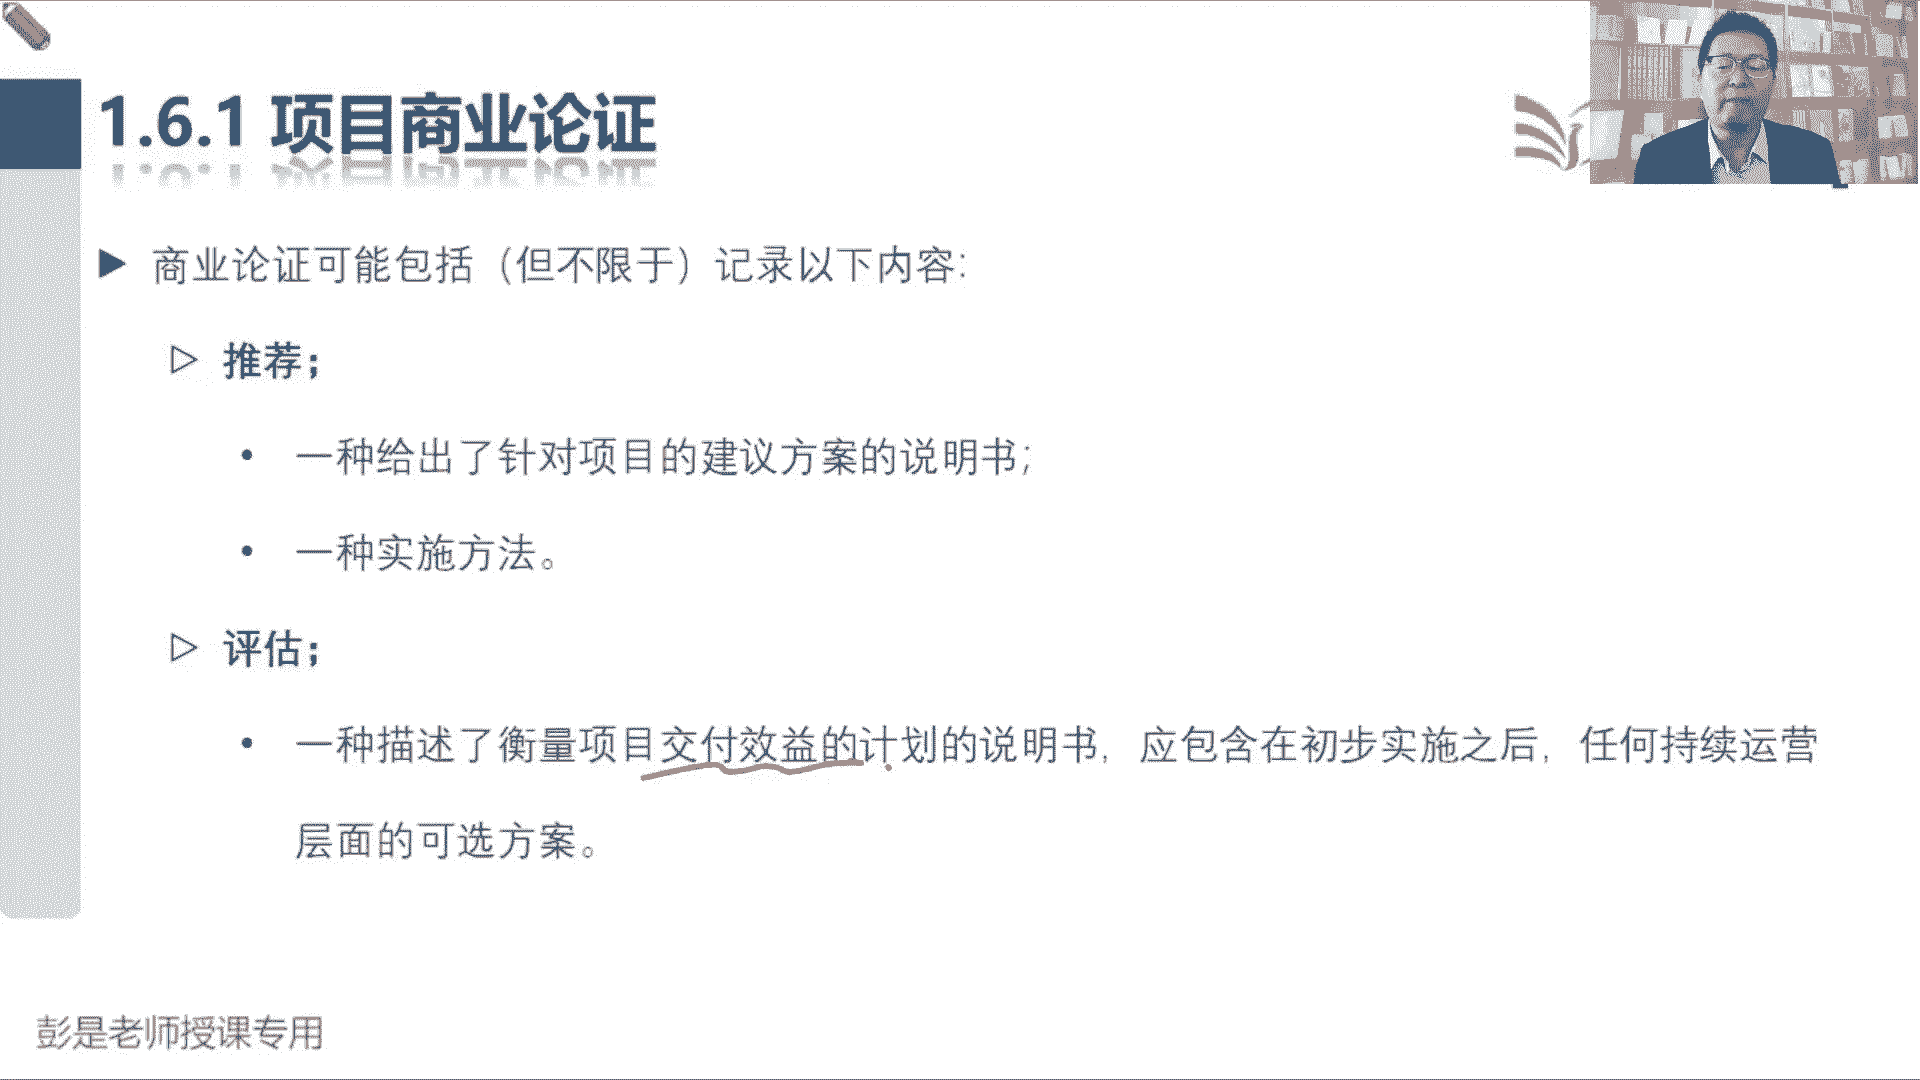 1.6.1 项目商业论证
商业论证可能包括（但不限于）记录以下内容：
推荐；
一种给出了针对项目的建议方案的说明书；
一种实施方法。
评估；
一种描述了衡量项目交付效益的计划的说明书，应包含在初步实施之后，任何持续运营
层面的可选方案。
彭是老师授课专用